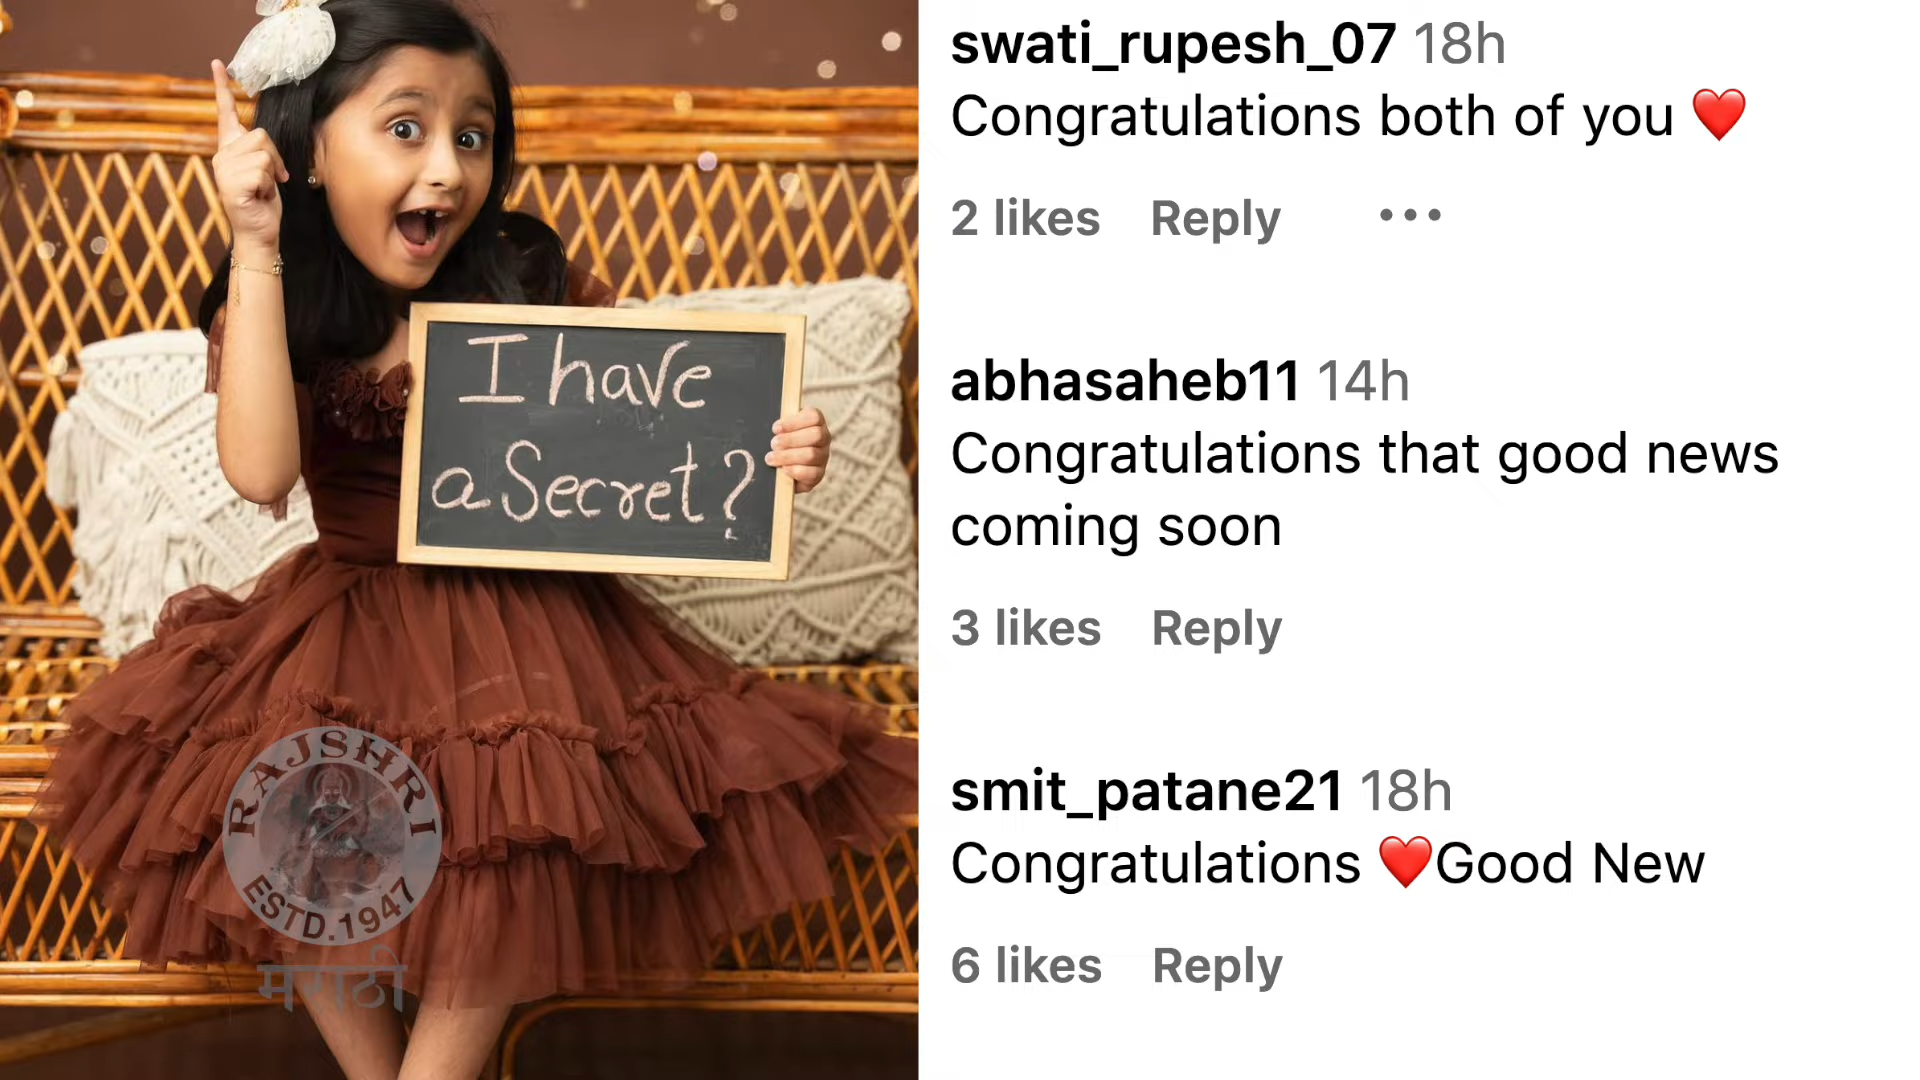 I have
a Secret?
RAJSHRI
ESTD.1947
मराठी
swati_rupesh_07 18h
Congratulations both of you ❤️
2 likes Reply
abhasaheb11 14h
Congratulations that good news
coming soon
3 likes Reply
smit_patane21 18h
Congratulations ❤️Good New
6 likes Reply